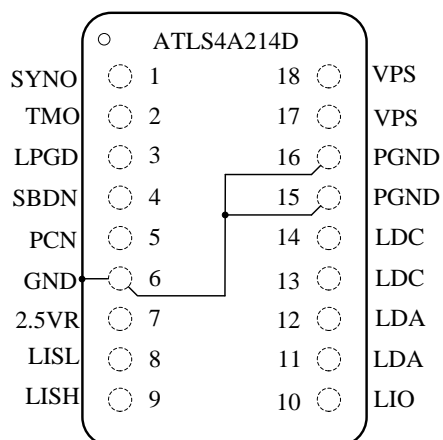 ATLS4A214D
SYNO 1 18 VPS
TMO 2 17 VPS
LPGD 3 16 PGND
SBDN 4 15 PGND
PCN 5 14 LDC
GND 6 13 LDC
2.5VR 7 12 LDA
LISL 8 11 LDA
LISH 9 10 LIO